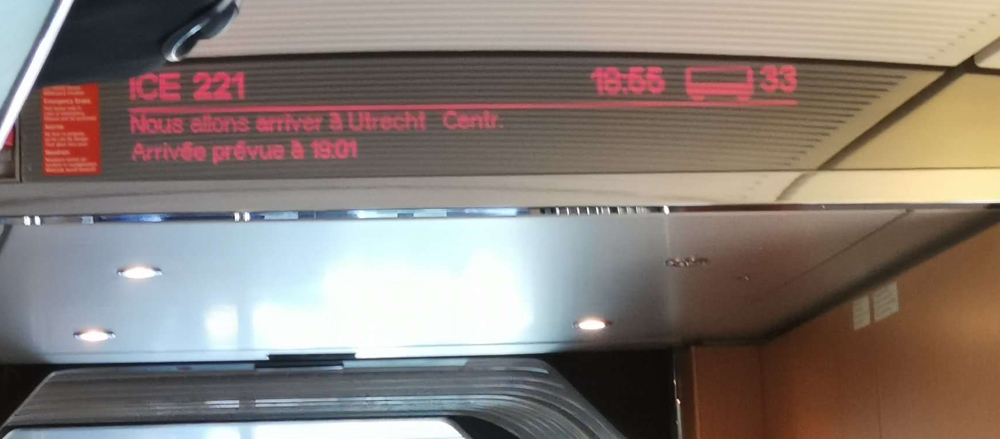 ICE 221 18:55 33
Nous allons arriver à Utrecht Centr.
Arrivée prévue à 19:01